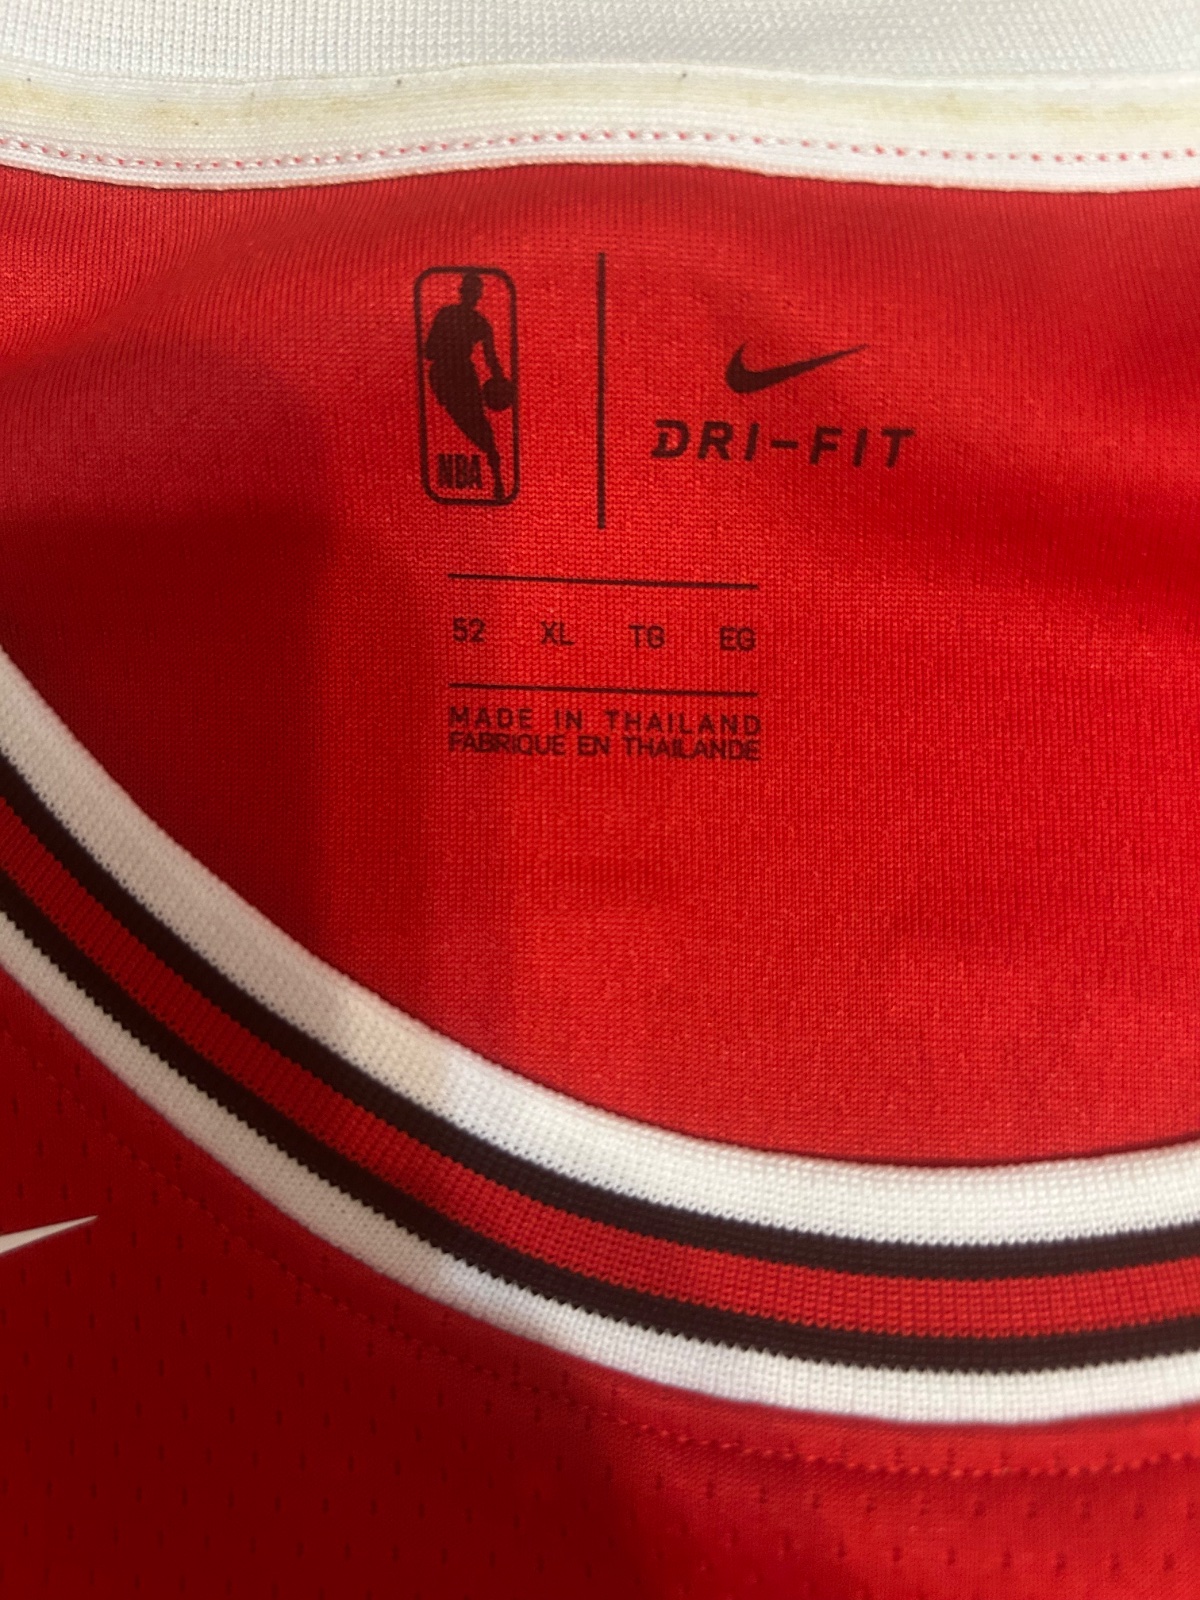 NBA
DRI-FIT
52 XL TG EG
MADE IN THAILAND
FABRIQUE EN THAILANDE